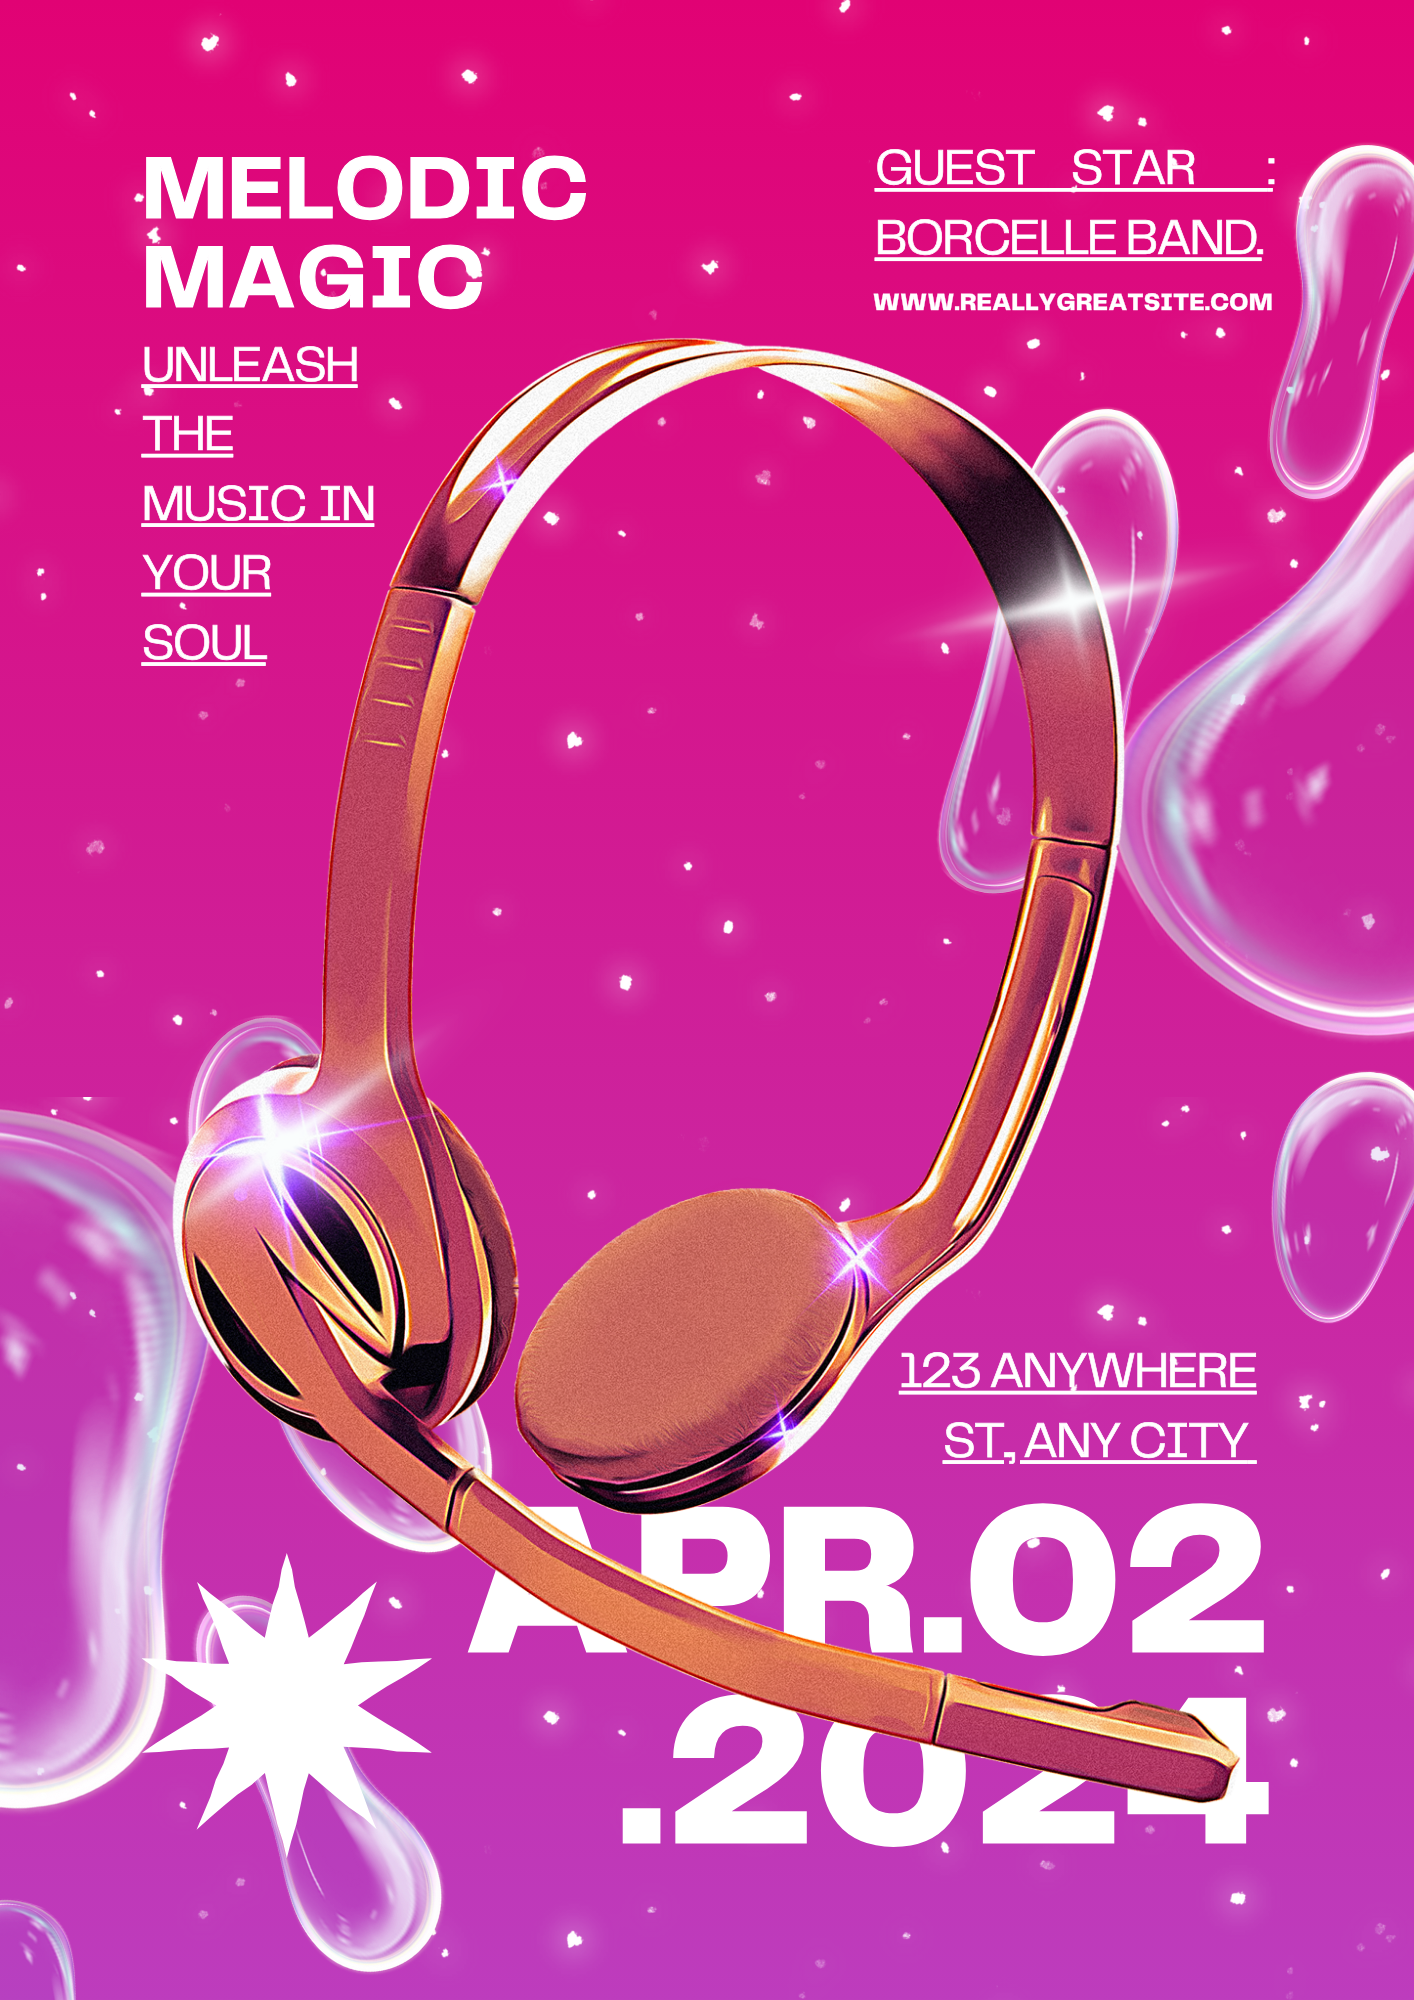 MELODIC
MAGIC
UNLEASH
THE
MUSIC IN
YOUR
SOUL
GUEST STAR :
BORCELLE BAND.
WWW.REALLYGREATSITE.COM
123 ANYWHERE
ST., ANY CITY
APR.02
.2024